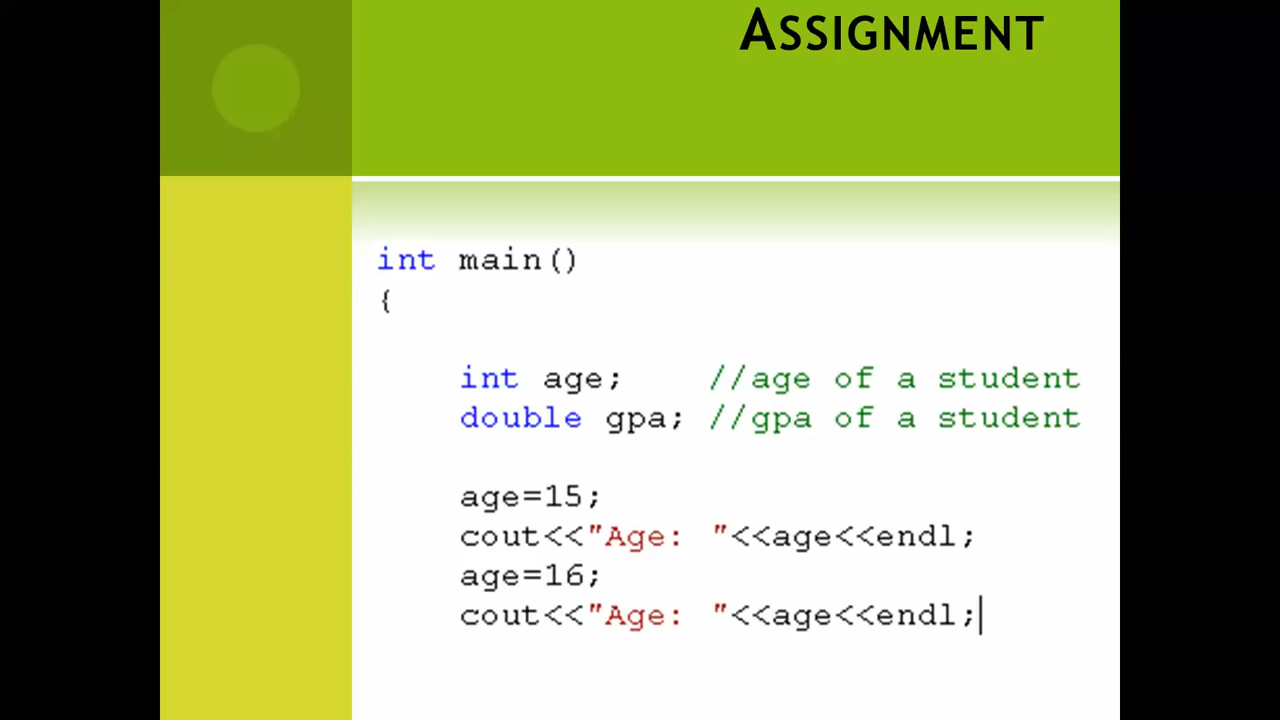 ASSIGNMENT
int main()
{
int age; //age of a student
double gpa; //gpa of a student
age=15;
cout<<"Age: "<<age<<endl;
age=16;
cout<<"Age: "<<age<<endl;